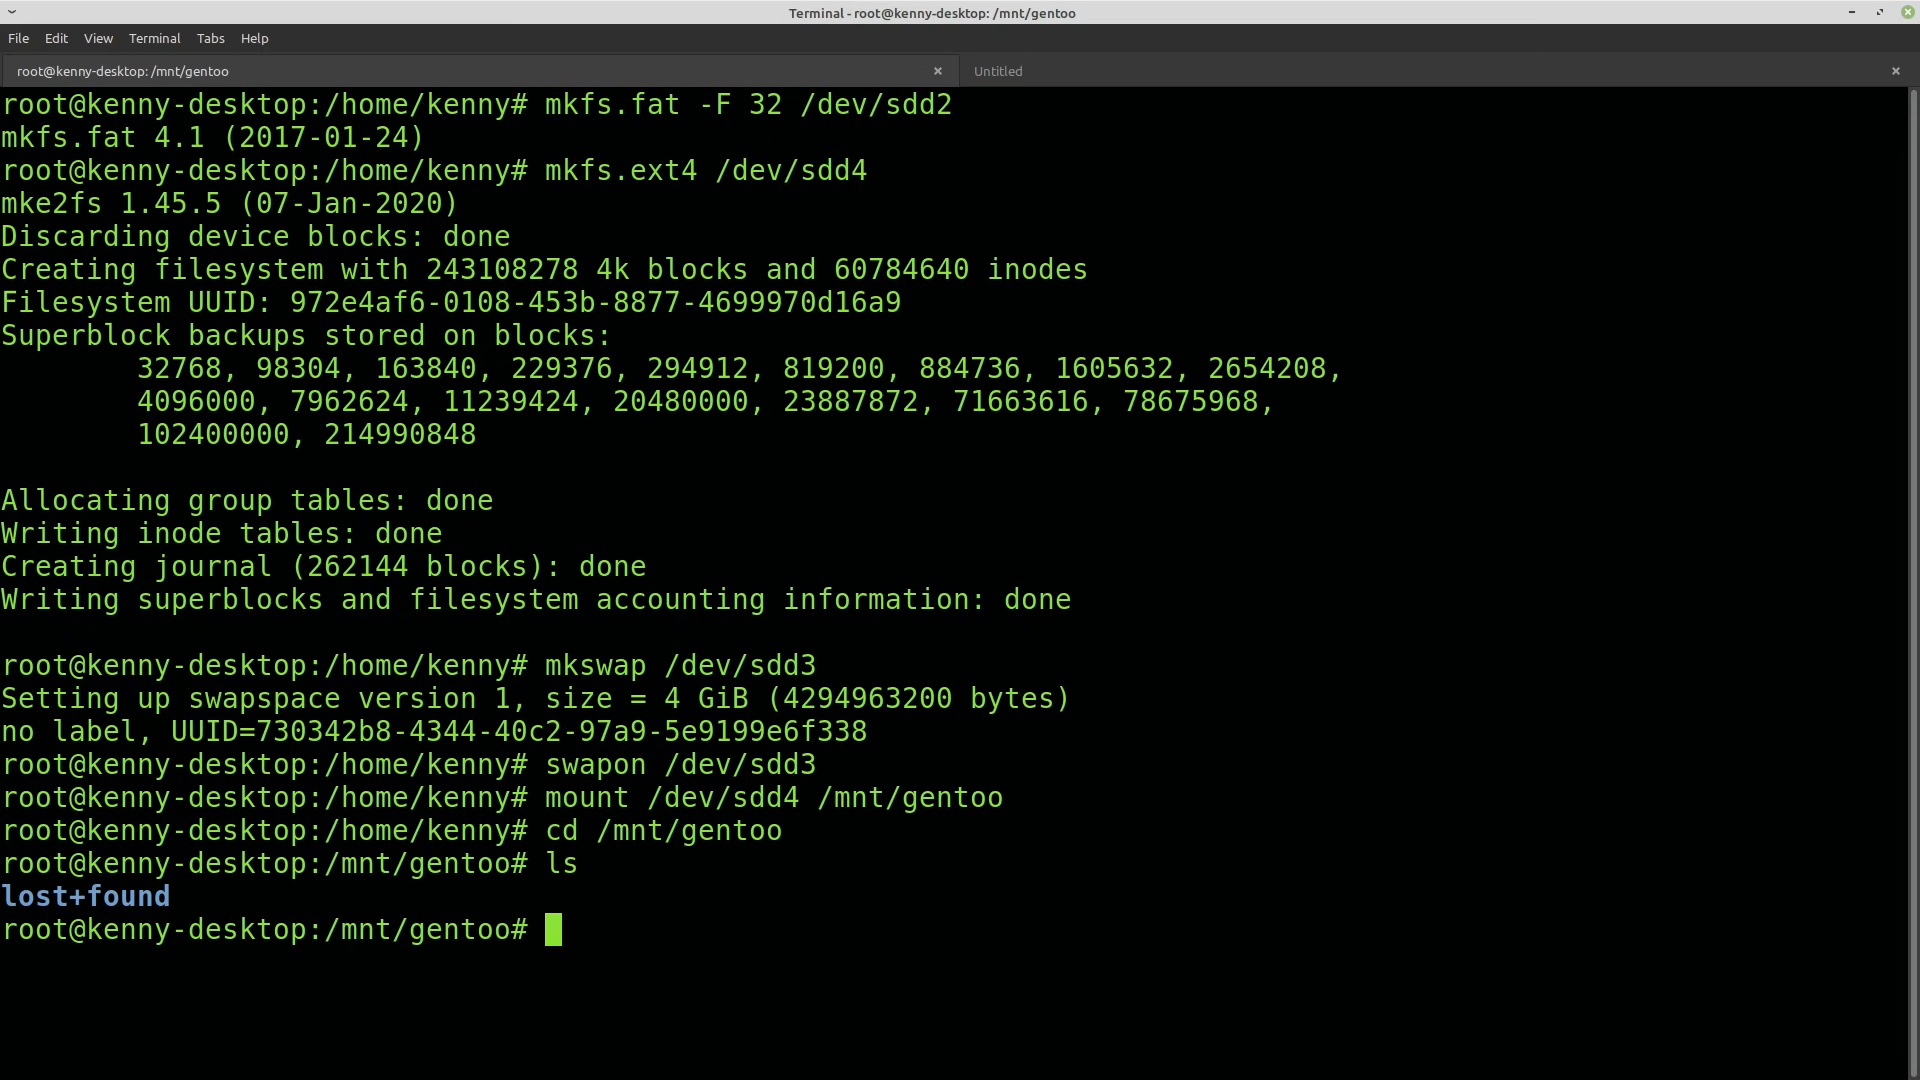 Terminal - root@kenny-desktop: /mnt/gentoo
File Edit View Terminal Tabs Help
root@kenny-desktop: /mnt/gentoo × Untitled ×
root@kenny-desktop:/home/kenny# mkfs.fat -F 32 /dev/sdd2
mkfs.fat 4.1 (2017-01-24)
root@kenny-desktop:/home/kenny# mkfs.ext4 /dev/sdd4
mke2fs 1.45.5 (07-Jan-2020)
Discarding device blocks: done
Creating filesystem with 243108278 4k blocks and 60784640 inodes
Filesystem UUID: 972e4af6-0108-453b-8877-4699970d16a9
Superblock backups stored on blocks:
        32768, 98304, 163840, 229376, 294912, 819200, 884736, 1605632, 2654208,
        4096000, 7962624, 11239424, 20480000, 23887872, 71663616, 78675968,
        102400000, 214990848

Allocating group tables: done
Writing inode tables: done
Creating journal (262144 blocks): done
Writing superblocks and filesystem accounting information: done

root@kenny-desktop:/home/kenny# mkswap /dev/sdd3
Setting up swapspace version 1, size = 4 GiB (4294963200 bytes)
no label, UUID=730342b8-4344-40c2-97a9-5e9199e6f338
root@kenny-desktop:/home/kenny# swapon /dev/sdd3
root@kenny-desktop:/home/kenny# mount /dev/sdd4 /mnt/gentoo
root@kenny-desktop:/home/kenny# cd /mnt/gentoo
root@kenny-desktop:/mnt/gentoo# ls
lost+found
root@kenny-desktop:/mnt/gentoo#